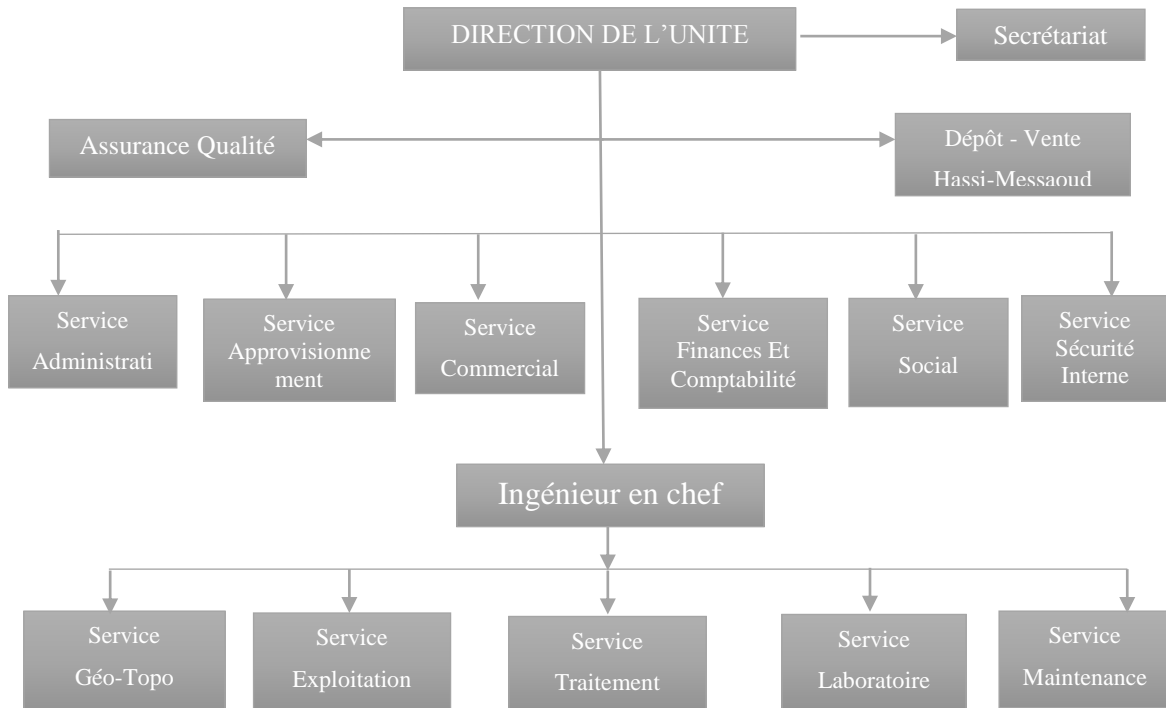 DIRECTION DE L’UNITE
Secrétariat
Assurance Qualité
Dépôt - Vente
Hassi-Messaoud
Service
Administrati
Service
Approvisionne
ment
Service
Commercial
Service
Finances Et
Comptabilité
Service
Social
Service
Sécurité
Interne
Ingénieur en chef
Service
Géo-Topo
Service
Exploitation
Service
Traitement
Service
Laboratoire
Service
Maintenance